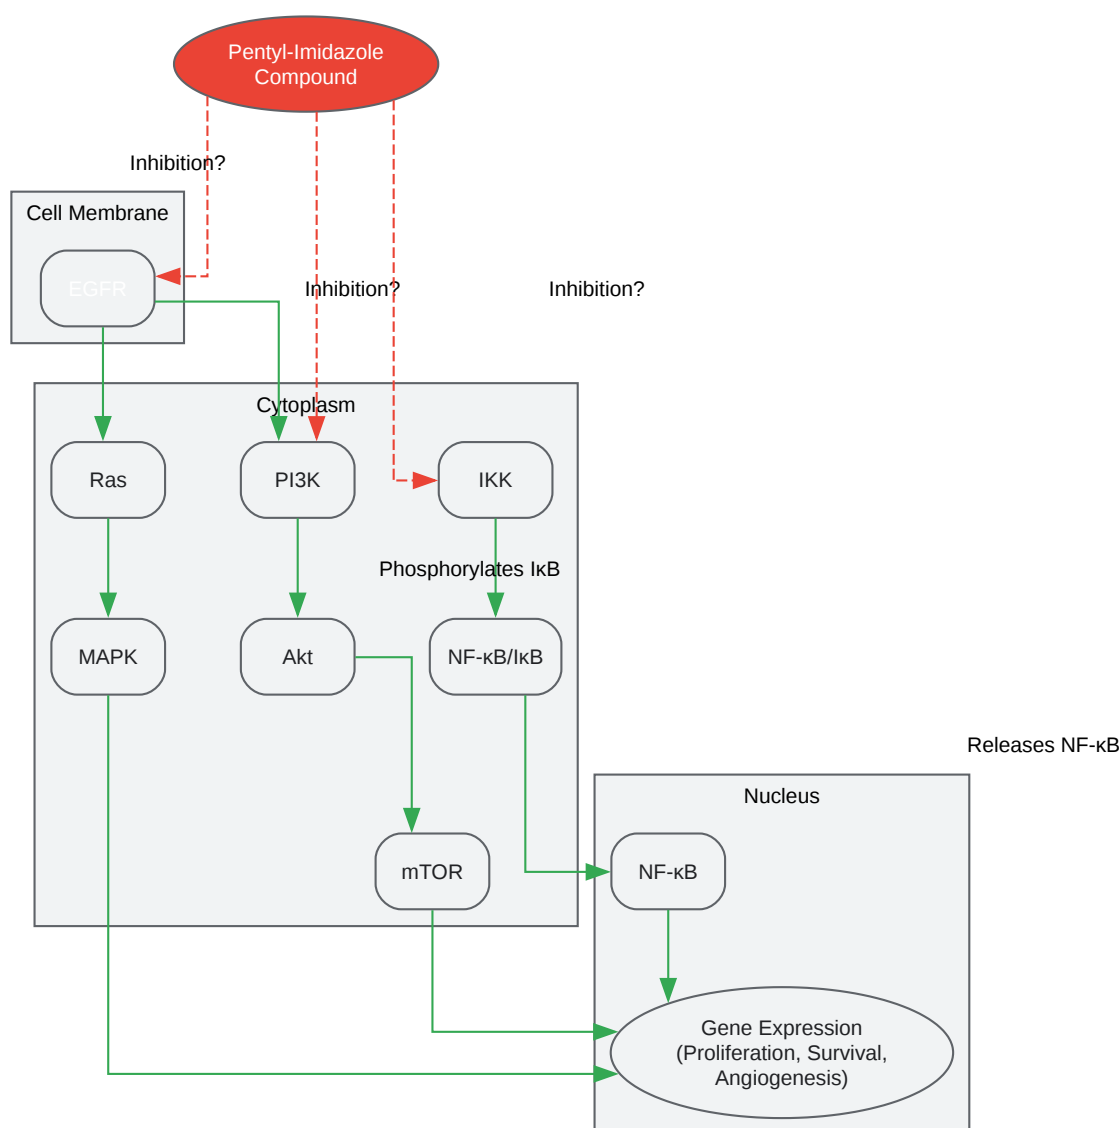 Pentyl-Imidazole
Compound
Inhibition?
Cell Membrane
EGFR
Inhibition?
Inhibition?
Cytoplasm
Ras
PI3K
IKK
Phosphorylates IκB
MAPK
Akt
NF-κB/IκB
Releases NF-κB
Nucleus
mTOR
NF-κB
Gene Expression
(Proliferation, Survival,
Angiogenesis)